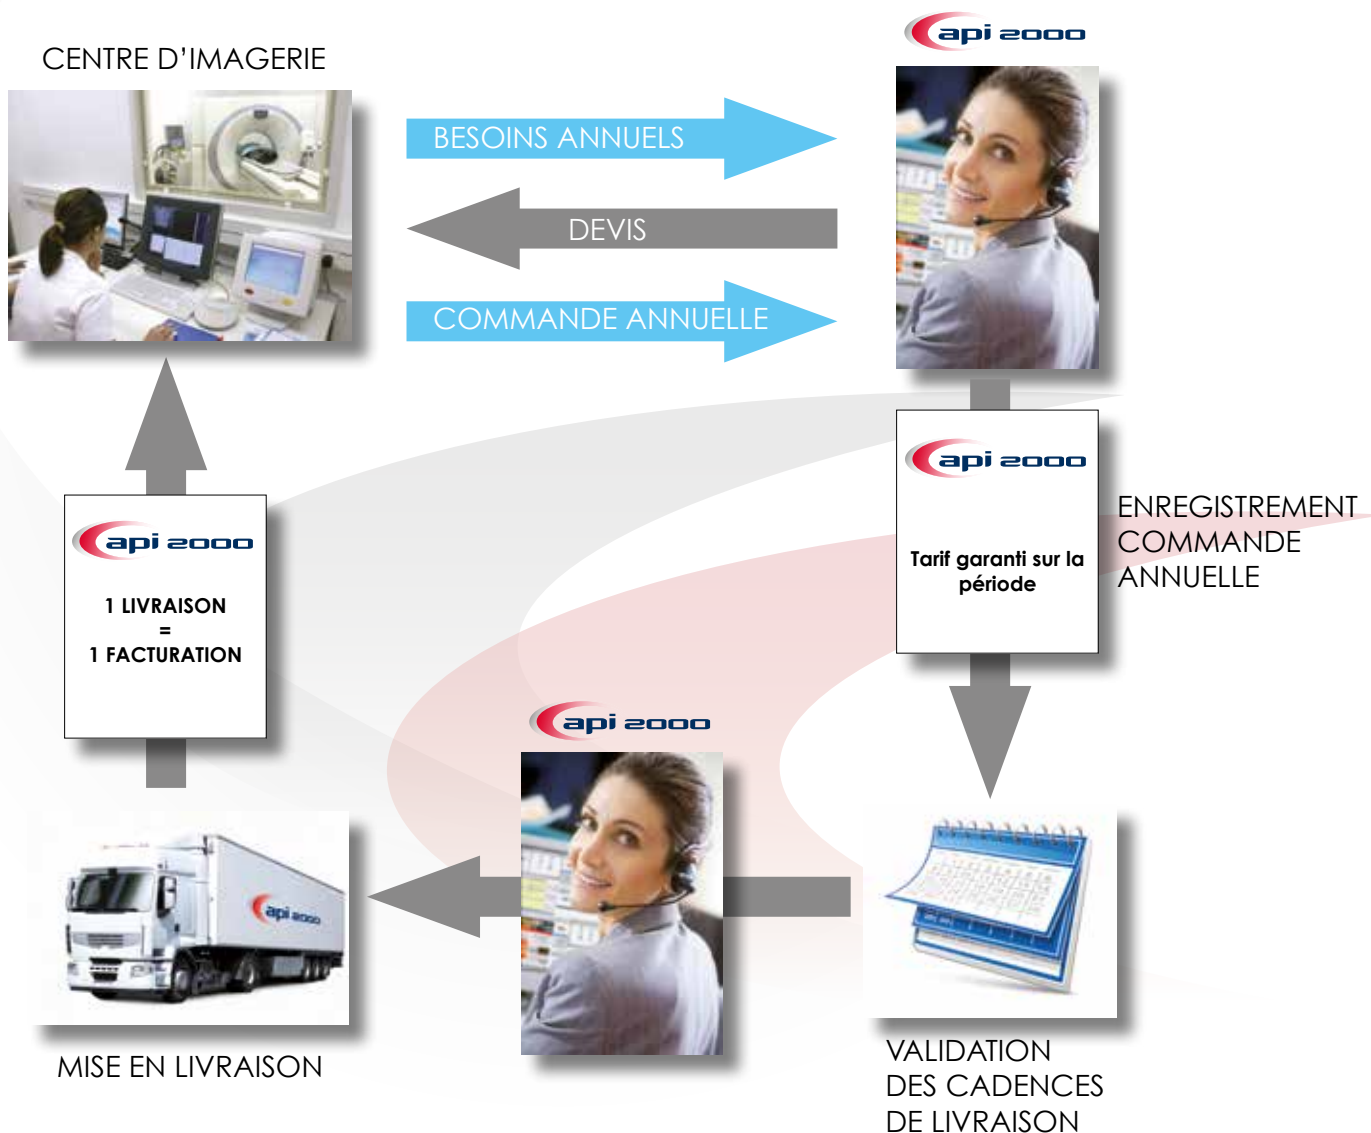 CENTRE D’IMAGERIE
api 2000
BESOINS ANNUELS
DEVIS
COMMANDE ANNUELLE
api 2000
Tarif garanti sur la
période
ENREGISTREMENT
COMMANDE
ANNUELLE
api 2000
1 LIVRAISON
=
1 FACTURATION
api 2000
api 2000
MISE EN LIVRAISON
VALIDATION
DES CADENCES
DE LIVRAISON